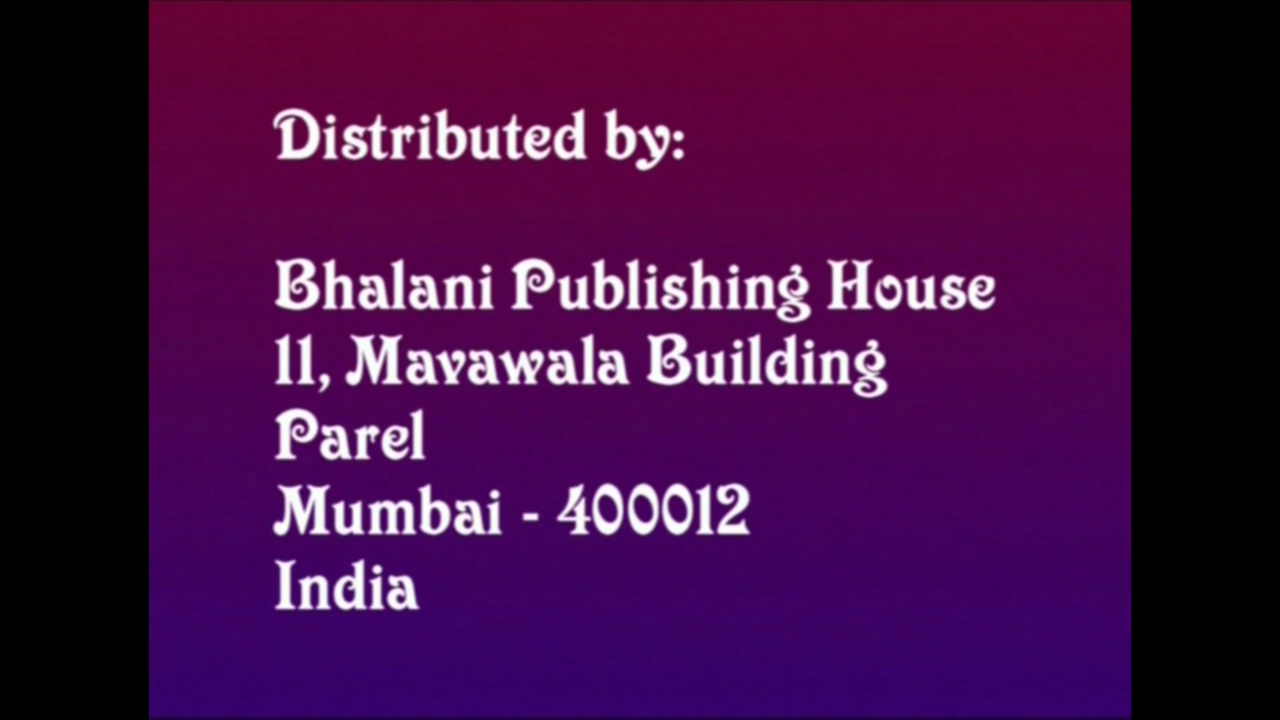 Distributed by:
Bhalani Publishing House
11, Mavawala Building
Parel
Mumbai - 400012
India